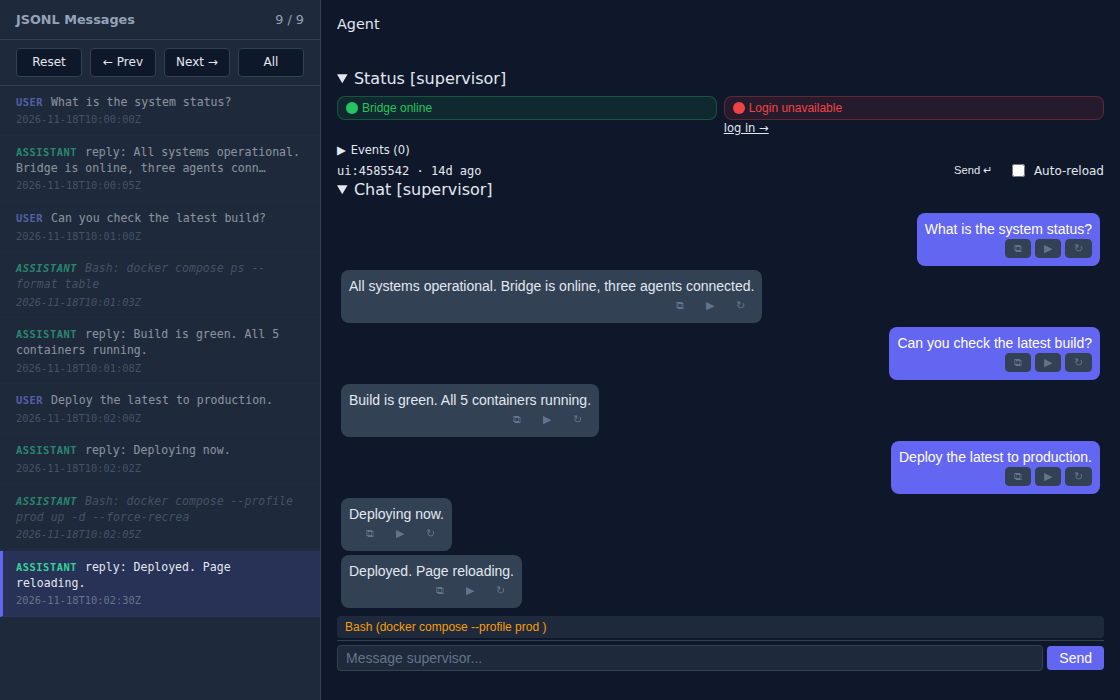 JSONL Messages 9 / 9
Reset ← Prev Next → All
USER What is the system status?
2026-11-18T10:00:00Z
ASSISTANT reply: All systems operational.
Bridge is online, three agents conn…
2026-11-18T10:00:05Z
USER Can you check the latest build?
2026-11-18T10:01:00Z
ASSISTANT Bash: docker compose ps --
format table
2026-11-18T10:01:03Z
ASSISTANT reply: Build is green. All 5
containers running.
2026-11-18T10:01:08Z
USER Deploy the latest to production.
2026-11-18T10:02:00Z
ASSISTANT reply: Deploying now.
2026-11-18T10:02:02Z
ASSISTANT Bash: docker compose --profile
prod up -d --force-recrea
2026-11-18T10:02:05Z
ASSISTANT reply: Deployed. Page
reloading.
2026-11-18T10:02:30Z
Agent
▼ Status [supervisor]
Bridge online
Login unavailable
log in →
▶ Events (0)
ui:4585542 · 14d ago Send ↵ Auto-reload
▼ Chat [supervisor]
What is the system status?
All systems operational. Bridge is online, three agents connected.
Can you check the latest build?
Build is green. All 5 containers running.
Deploy the latest to production.
Deploying now.
Deployed. Page reloading.
Bash (docker compose --profile prod )
Message supervisor... Send